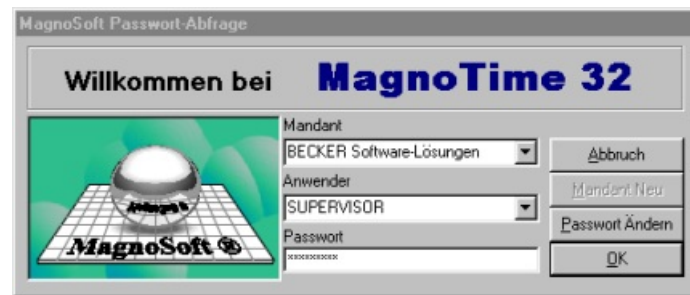 MagnoSoft Passwort-Abfrage
Willkommen bei MagnoTime 32
Mandant
BECKER Software-Lösungen
Anwender
SUPERVISOR
Passwort
xxxxxxxxx
Abbruch
Mandant Neu
Passwort Ändern
OK
MagnoSoft ®